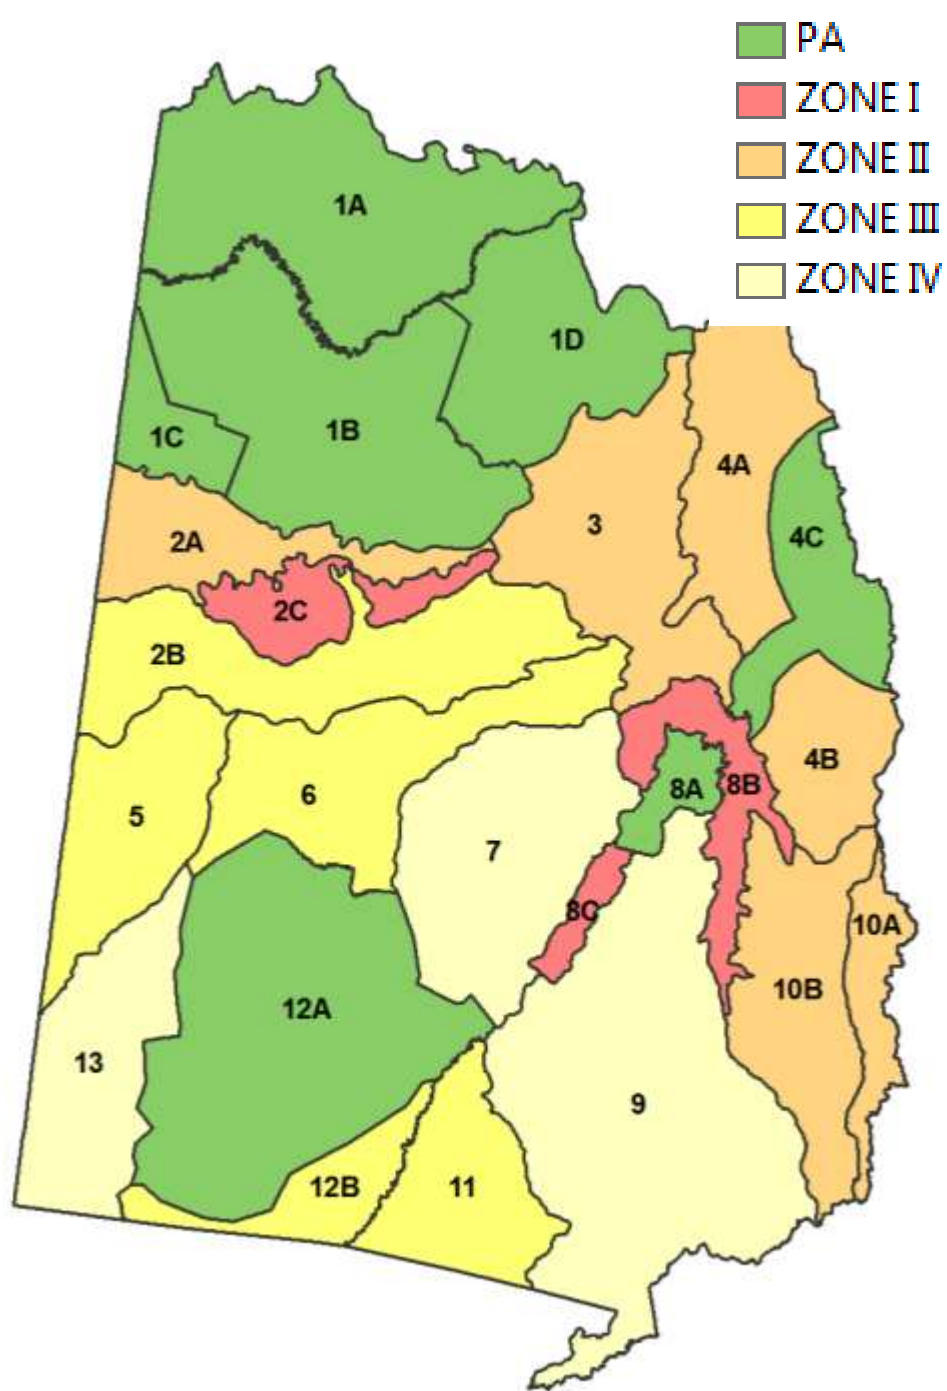 PA
ZONE I
ZONE II
ZONE III
ZONE IV
1A
1D
1C
1B
4A
3
4C
2A
2C
2B
4B
8A
8B
6
5
7
8C
10A
10B
12A
13
9
12B
11